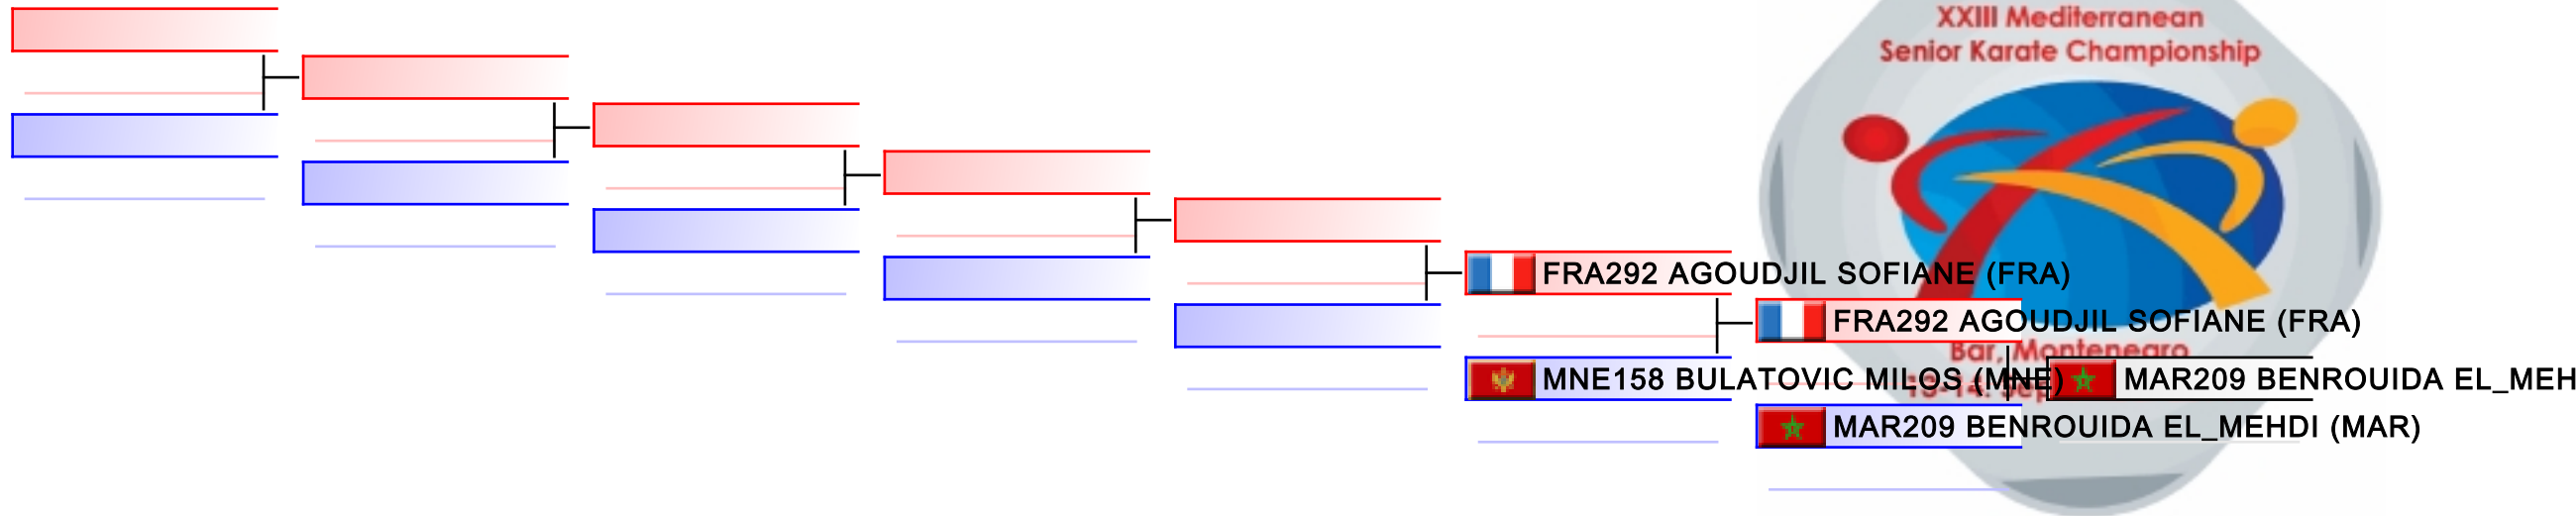 XXIII Mediterranean
Senior Karate Championship
FRA292 AGOUDJIL SOFIANE (FRA)
FRA292 AGOUDJIL SOFIANE (FRA)
Bar, Montenegro
MNE158 BULATOVIC MILOS (MNE)
MAR209 BENROUIDA EL_MEH
MAR209 BENROUIDA EL_MEHDI (MAR)